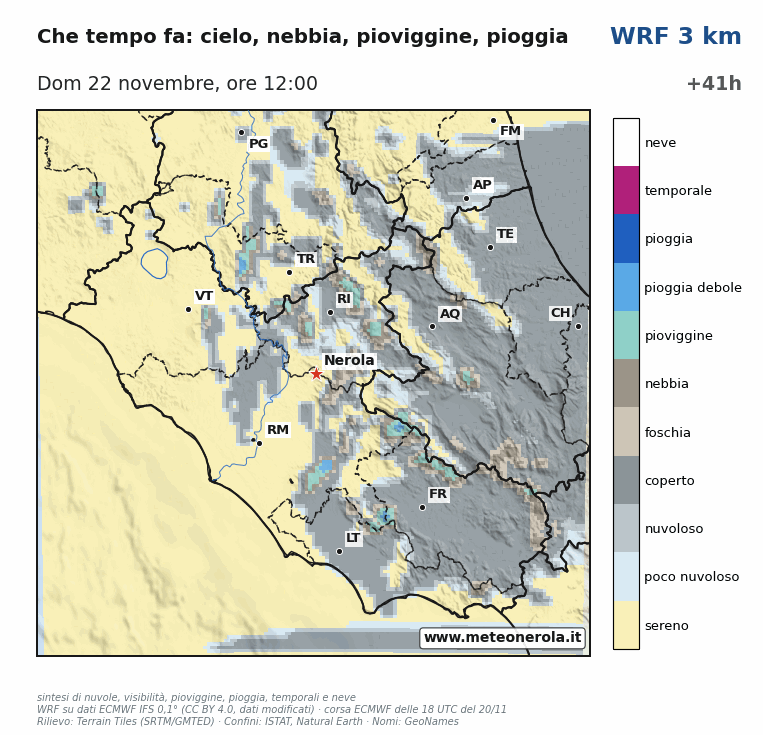 Che tempo fa: cielo, nebbia, pioviggine, pioggia
WRF 3 km
Dom 22 novembre, ore 12:00
+41h
FM
PG
AP
TE
TR
VT
RI
AQ
CH
Nerola
RM
FR
LT
www.meteonerola.it
neve
temporale
pioggia
pioggia debole
pioviggine
nebbia
foschia
coperto
nuvoloso
poco nuvoloso
sereno
sintesi di nuvole, visibilità, pioviggine, pioggia, temporali e neve
WRF su dati ECMWF IFS 0,1° (CC BY 4.0, dati modificati) · corsa ECMWF delle 18 UTC del 20/11
Rilievo: Terrain Tiles (SRTM/GMTED) · Confini: ISTAT, Natural Earth · Nomi: GeoNames